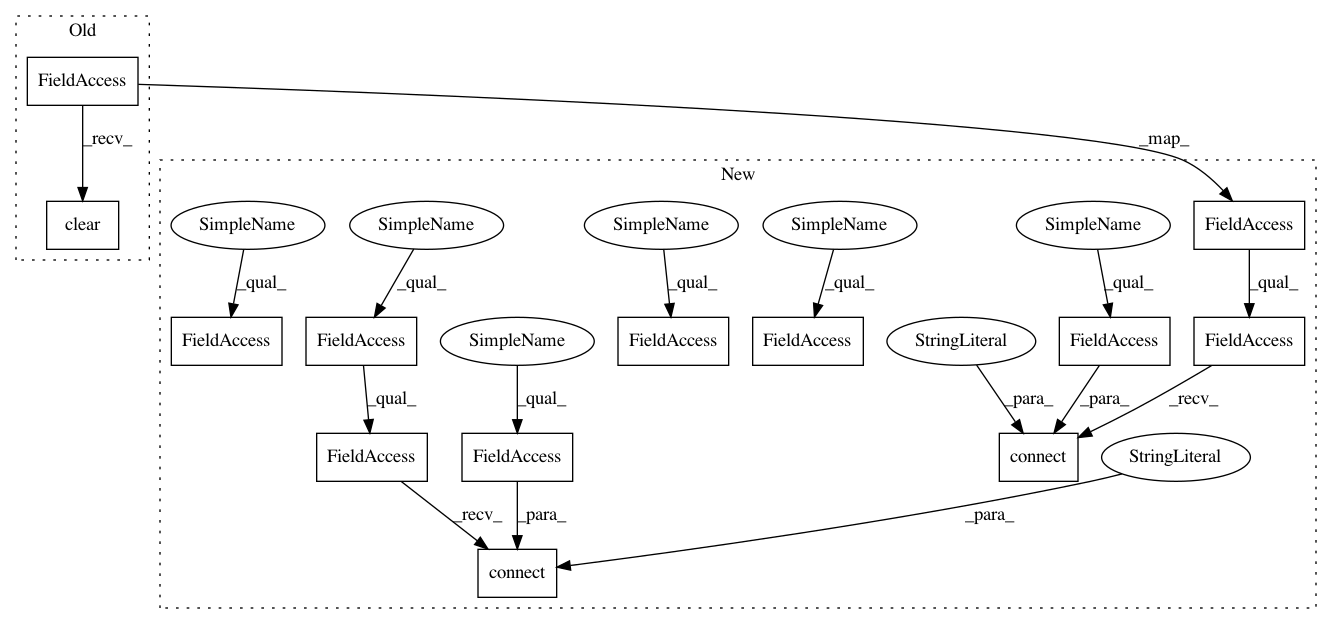 Old
FieldAccess
_recv_
_map_
clear
New
SimpleName
SimpleName
SimpleName
SimpleName
SimpleName
FieldAccess
_qual_
_qual_
_qual_
_qual_
_qual_
_qual_
FieldAccess
FieldAccess
SimpleName
FieldAccess
FieldAccess
StringLiteral
FieldAccess
FieldAccess
_qual_
_qual_
_para_
_para_
_recv_
FieldAccess
FieldAccess
connect
StringLiteral
_recv_
_para_
_para_
connect